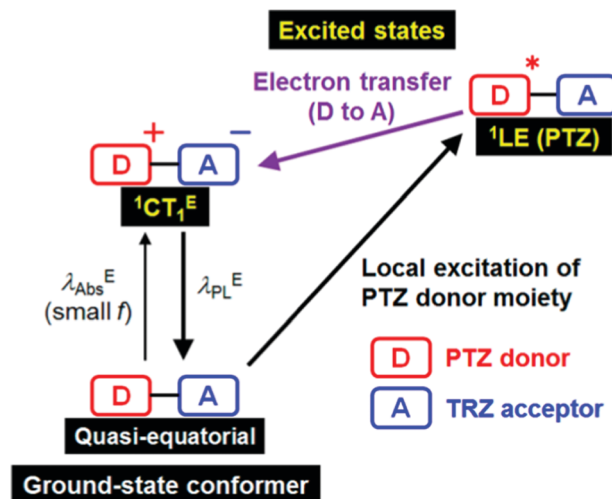 Excited states
Electron transfer
(D to A)
*
D A
¹LE (PTZ)
+ −
D A
¹CT₁ᴱ
λAbsᴱ
(small f)
λPLᴱ
Local excitation of
PTZ donor moiety
D PTZ donor
A TRZ acceptor
D A
Quasi-equatorial
Ground-state conformer